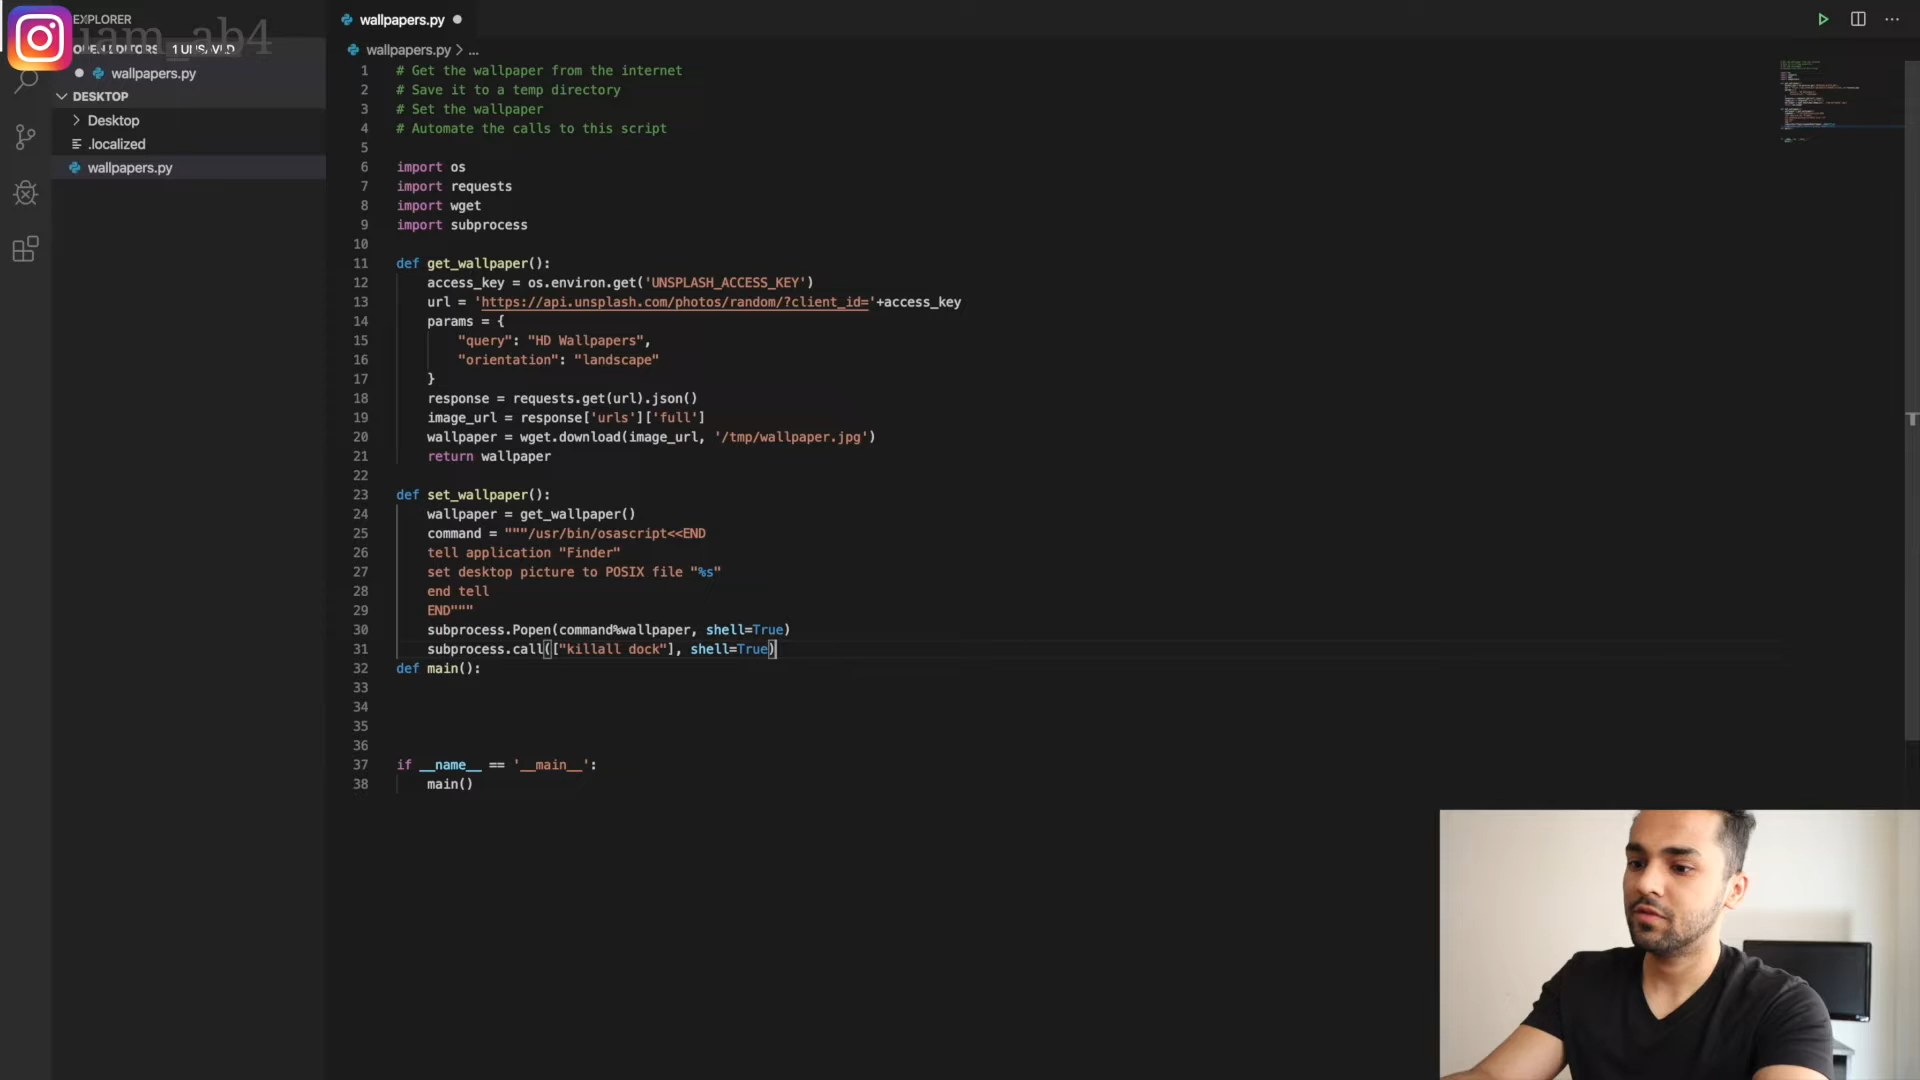 EXPLORER
iam_ab4
OPEN EDITORS 1 UNSAVED
wallpapers.py
DESKTOP
Desktop
.localized
wallpapers.py
wallpapers.py
wallpapers.py > ...
1 # Get the wallpaper from the internet
2 # Save it to a temp directory
3 # Set the wallpaper
4 # Automate the calls to this script
5
6 import os
7 import requests
8 import wget
9 import subprocess
10
11 def get_wallpaper():
12 access_key = os.environ.get('UNSPLASH_ACCESS_KEY')
13 url = 'https://api.unsplash.com/photos/random/?client_id='+access_key
14 params = {
15 "query": "HD Wallpapers",
16 "orientation": "landscape"
17 }
18 response = requests.get(url).json()
19 image_url = response['urls']['full']
20 wallpaper = wget.download(image_url, '/tmp/wallpaper.jpg')
21 return wallpaper
22
23 def set_wallpaper():
24 wallpaper = get_wallpaper()
25 command = """/usr/bin/osascript<<END
26 tell application "Finder"
27 set desktop picture to POSIX file "%s"
28 end tell
29 END"""
30 subprocess.Popen(command%wallpaper, shell=True)
31 subprocess.call(["killall dock"], shell=True)
32 def main():
33
34
35
36
37 if __name__ == '__main__':
38 main()